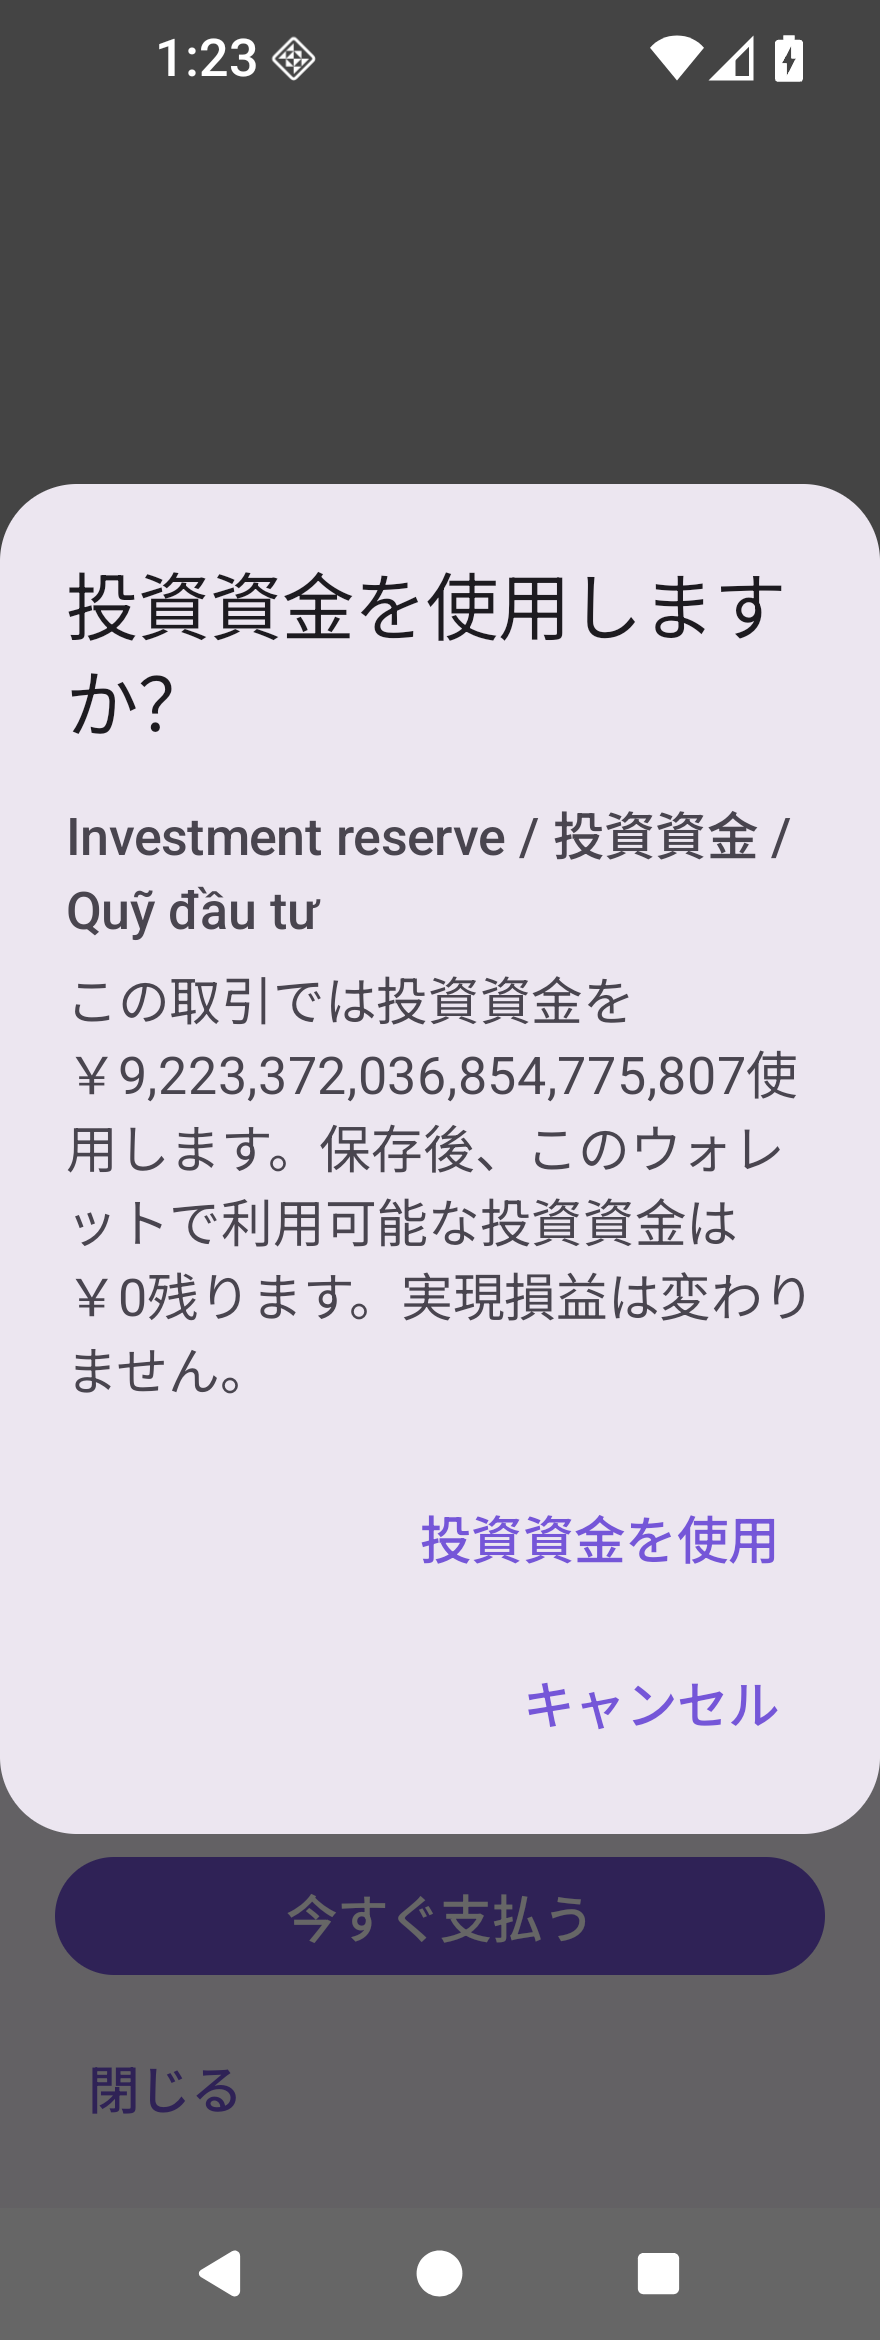 1:23
投資資金を使用します
か?
Investment reserve / 投資資金 /
Quỹ đầu tư
この取引では投資資金を
￥9,223,372,036,854,775,807使
用します。保存後、このウォレ
ットで利用可能な投資資金は
￥0残ります。実現損益は変わり
ません。
投資資金を使用
キャンセル
今すぐ支払う
閉じる